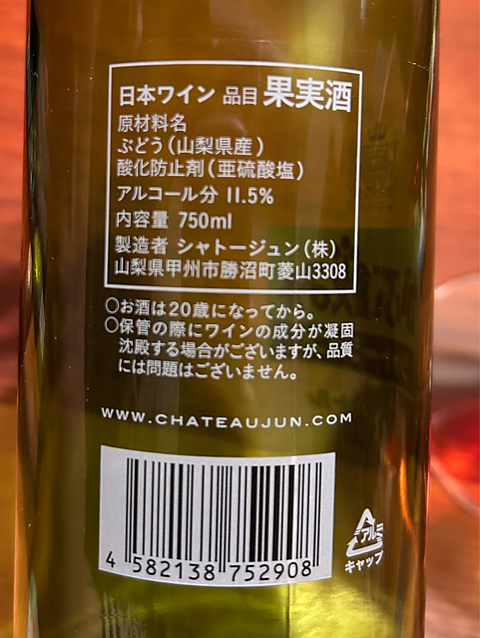 日本ワイン 品目 果実酒
原材料名
ぶどう(山梨県産)
酸化防止剤(亜硫酸塩)
アルコール分 11.5%
内容量 750ml
製造者 シャトージュン(株)
山梨県甲州市勝沼町菱山3308
○お酒は20歳になってから。
○保管の際にワインの成分が凝固
沈殿する場合がございますが、品質
には問題はございません。
WWW.CHATEAUJUN.COM
4 582138 752908
アルミ
キャップ